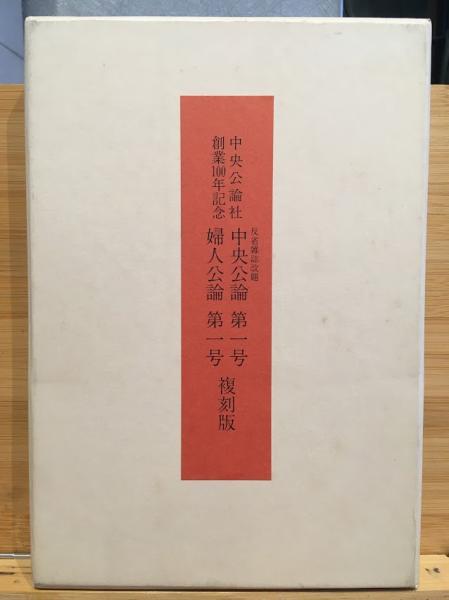 中央公論社
創業100年記念
反省雑誌改題
中央公論 第一号
婦人公論 第一号
複刻版